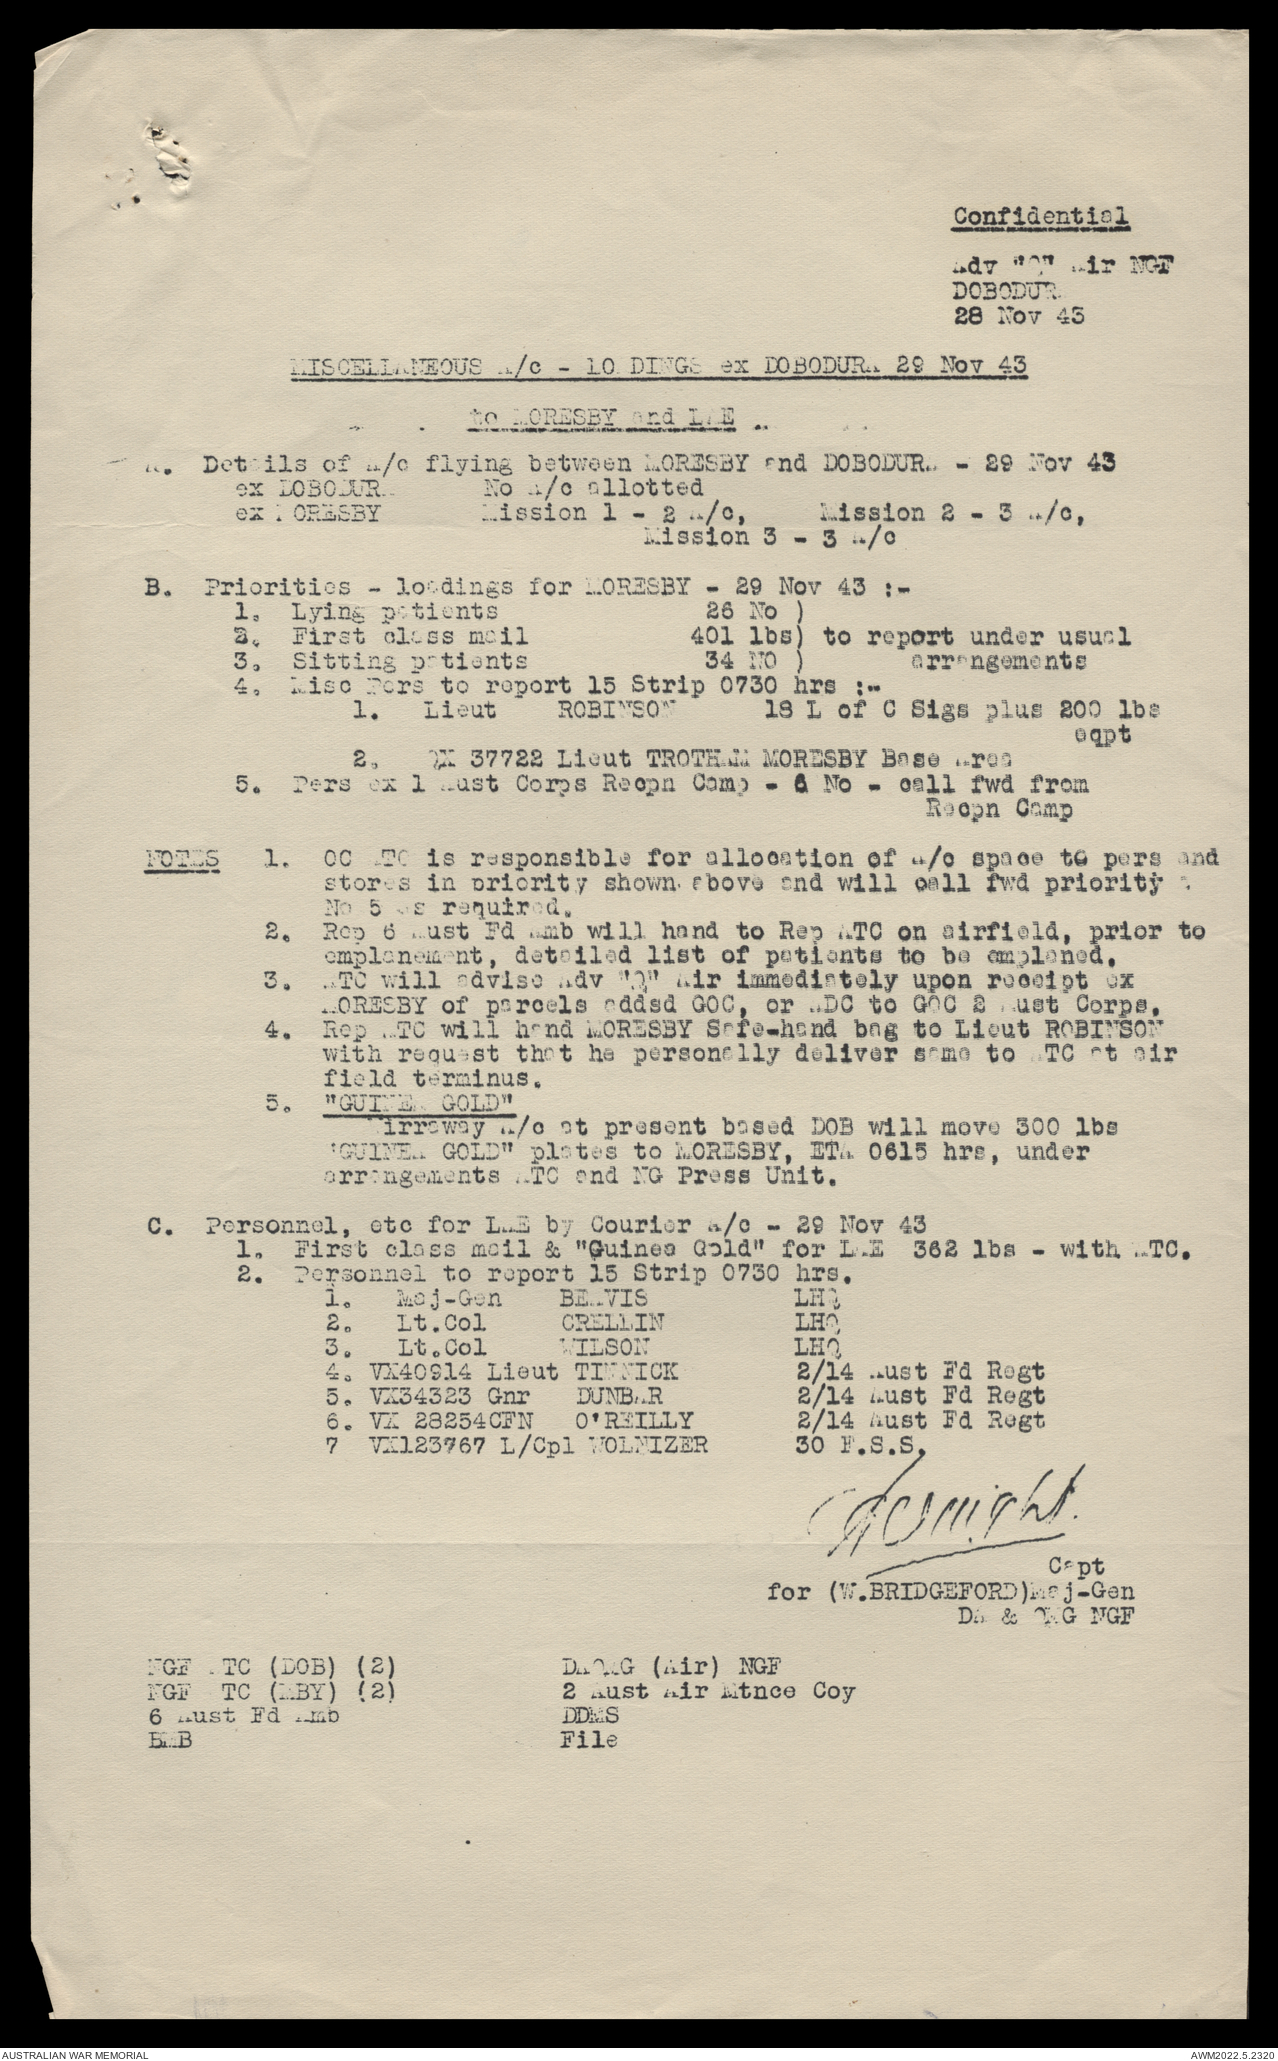 Confidential
Adv "Q" Air NGF
DOBODURA
28 Nov 43
MISCELLANEOUS A/c - LOADINGS ex DOBODURA 29 Nov 43
to MORESBY and LAE
A. Details of A/c flying between MORESBY and DOBODURA - 29 Nov 43
ex DOBODURA No A/c allotted
ex MORESBY Mission 1 - 2 A/c, Mission 2 - 3 A/c,
Mission 3 - 3 A/c
B. Priorities - loadings for MORESBY - 29 Nov 43 :-
1. Lying patients 26 No )
2. First class mail 401 lbs) to report under usual
3. Sitting patients 34 NO ) arrangements
4. Misc Pers to report 15 Strip 0730 hrs :-
1. Lieut ROBINSON 18 L of C Sigs plus 200 lbs
eqpt
2. QX 37722 Lieut TROTHAM MORESBY Base Area
5. Pers ex 1 Aust Corps Recpn Camp - 6 No - call fwd from
Recpn Camp
NOTES 1. OC ATC is responsible for allocation of A/c space to pers and
stores in priority shown above and will call fwd priority
No 5 as required.
2. Rep 6 Aust Fd Amb will hand to Rep ATC on airfield, prior to
emplanement, detailed list of patients to be emplaned.
3. ATC will advise Adv "Q" Air immediately upon receipt ex
MORESBY of parcels addsd GOC, or ADC to GOC 2 Aust Corps.
4. Rep ATC will hand MORESBY Safe-hand bag to Lieut ROBINSON
with request that he personally deliver same to ATC at air
field terminus.
5. "GUINEA GOLD"
Wirraway A/c at present based DOB will move 300 lbs
"GUINEA GOLD" plates to MORESBY, ETA 0615 hrs, under
arrangements ATC and NG Press Unit.
C. Personnel, etc for LAE by Courier A/c - 29 Nov 43
1. First class mail & "Guinea Gold" for LAE 362 lbs - with ATC.
2. Personnel to report 15 Strip 0730 hrs.
1. Maj-Gen BEAVIS LHQ
2. Lt.Col CRELLIN LHQ
3. Lt.Col WILSON LHQ
4. VX40914 Lieut TINNICK 2/14 Aust Fd Regt
5. VX34323 Gnr DUNBAR 2/14 Aust Fd Regt
6. VX 28254CFN O'REILLY 2/14 Aust Fd Regt
7 VX123767 L/Cpl WOLNIZER 30 F.S.S.
Capt
for (W.BRIDGEFORD)Maj-Gen
DA & QMG NGF
NGF ATC (DOB) (2) DAQMG (Air) NGF
NGF ATC (MBY) (2) 2 Aust Air Mtnce Coy
6 Aust Fd Amb DDMS
BMB File
AUSTRALIAN WAR MEMORIAL AWM2022.5.2320